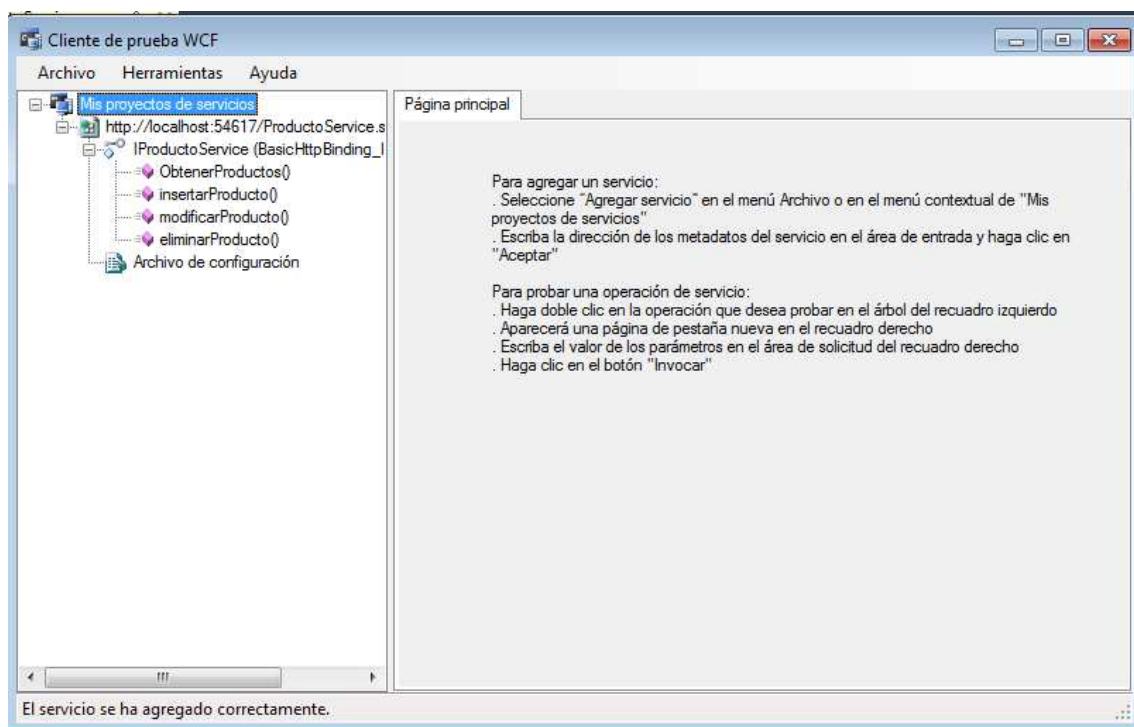 Cliente de prueba WCF
Archivo Herramientas Ayuda
Mis proyectos de servicios
http://localhost:54617/ProductoService.s
IProductoService (BasicHttpBinding_I
ObtenerProductos()
insertarProducto()
modificarProducto()
eliminarProducto()
Archivo de configuración
Página principal
Para agregar un servicio:
. Seleccione "Agregar servicio" en el menú Archivo o en el menú contextual de "Mis
proyectos de servicios"
. Escriba la dirección de los metadatos del servicio en el área de entrada y haga clic en
"Aceptar"
Para probar una operación de servicio:
. Haga doble clic en la operación que desea probar en el árbol del recuadro izquierdo
. Aparecerá una página de pestaña nueva en el recuadro derecho
. Escriba el valor de los parámetros en el área de solicitud del recuadro derecho
. Haga clic en el botón "Invocar"
El servicio se ha agregado correctamente.